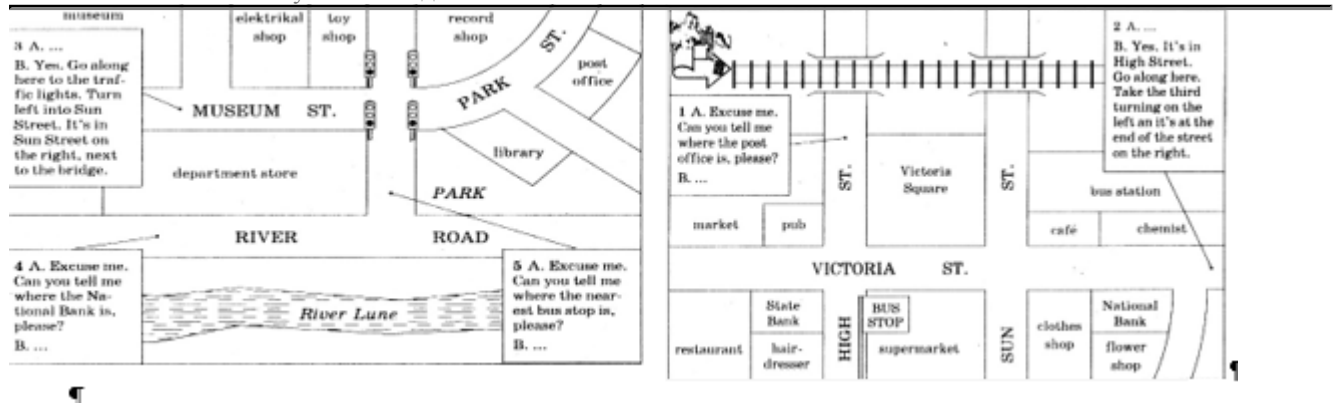 museum
elektrikal
shop
toy
shop
record
shop
3 A. ...
B. Yes. Go along
here to the traf-
fic lights. Turn
left into Sun
Street. It's in
Sun Street on
the right, next
to the bridge.
MUSEUM ST.
PARK ST.
post
office
library
department store
PARK
RIVER ROAD
4 A. Excuse me.
Can you tell me
where the Na-
tional Bank is,
please?
B. ...
River Lune
5 A. Excuse me.
Can you tell me
where the near-
est bus stop is,
please?
B. ...
1 A. Excuse me.
Can you tell me
where the post
office is, please?
B. ...
2 A. ...
B. Yes. It's in
High Street.
Go along here.
Take the third
turning on the
left an it's at the
end of the street
on the right.
ST.
Victoria
Square
ST.
bus station
market
pub
café
chemist
VICTORIA ST.
State
Bank
BUS
STOP
National
Bank
restaurant
hair-
dresser
HIGH
supermarket
SUN
clothes
shop
flower
shop
¶
¶